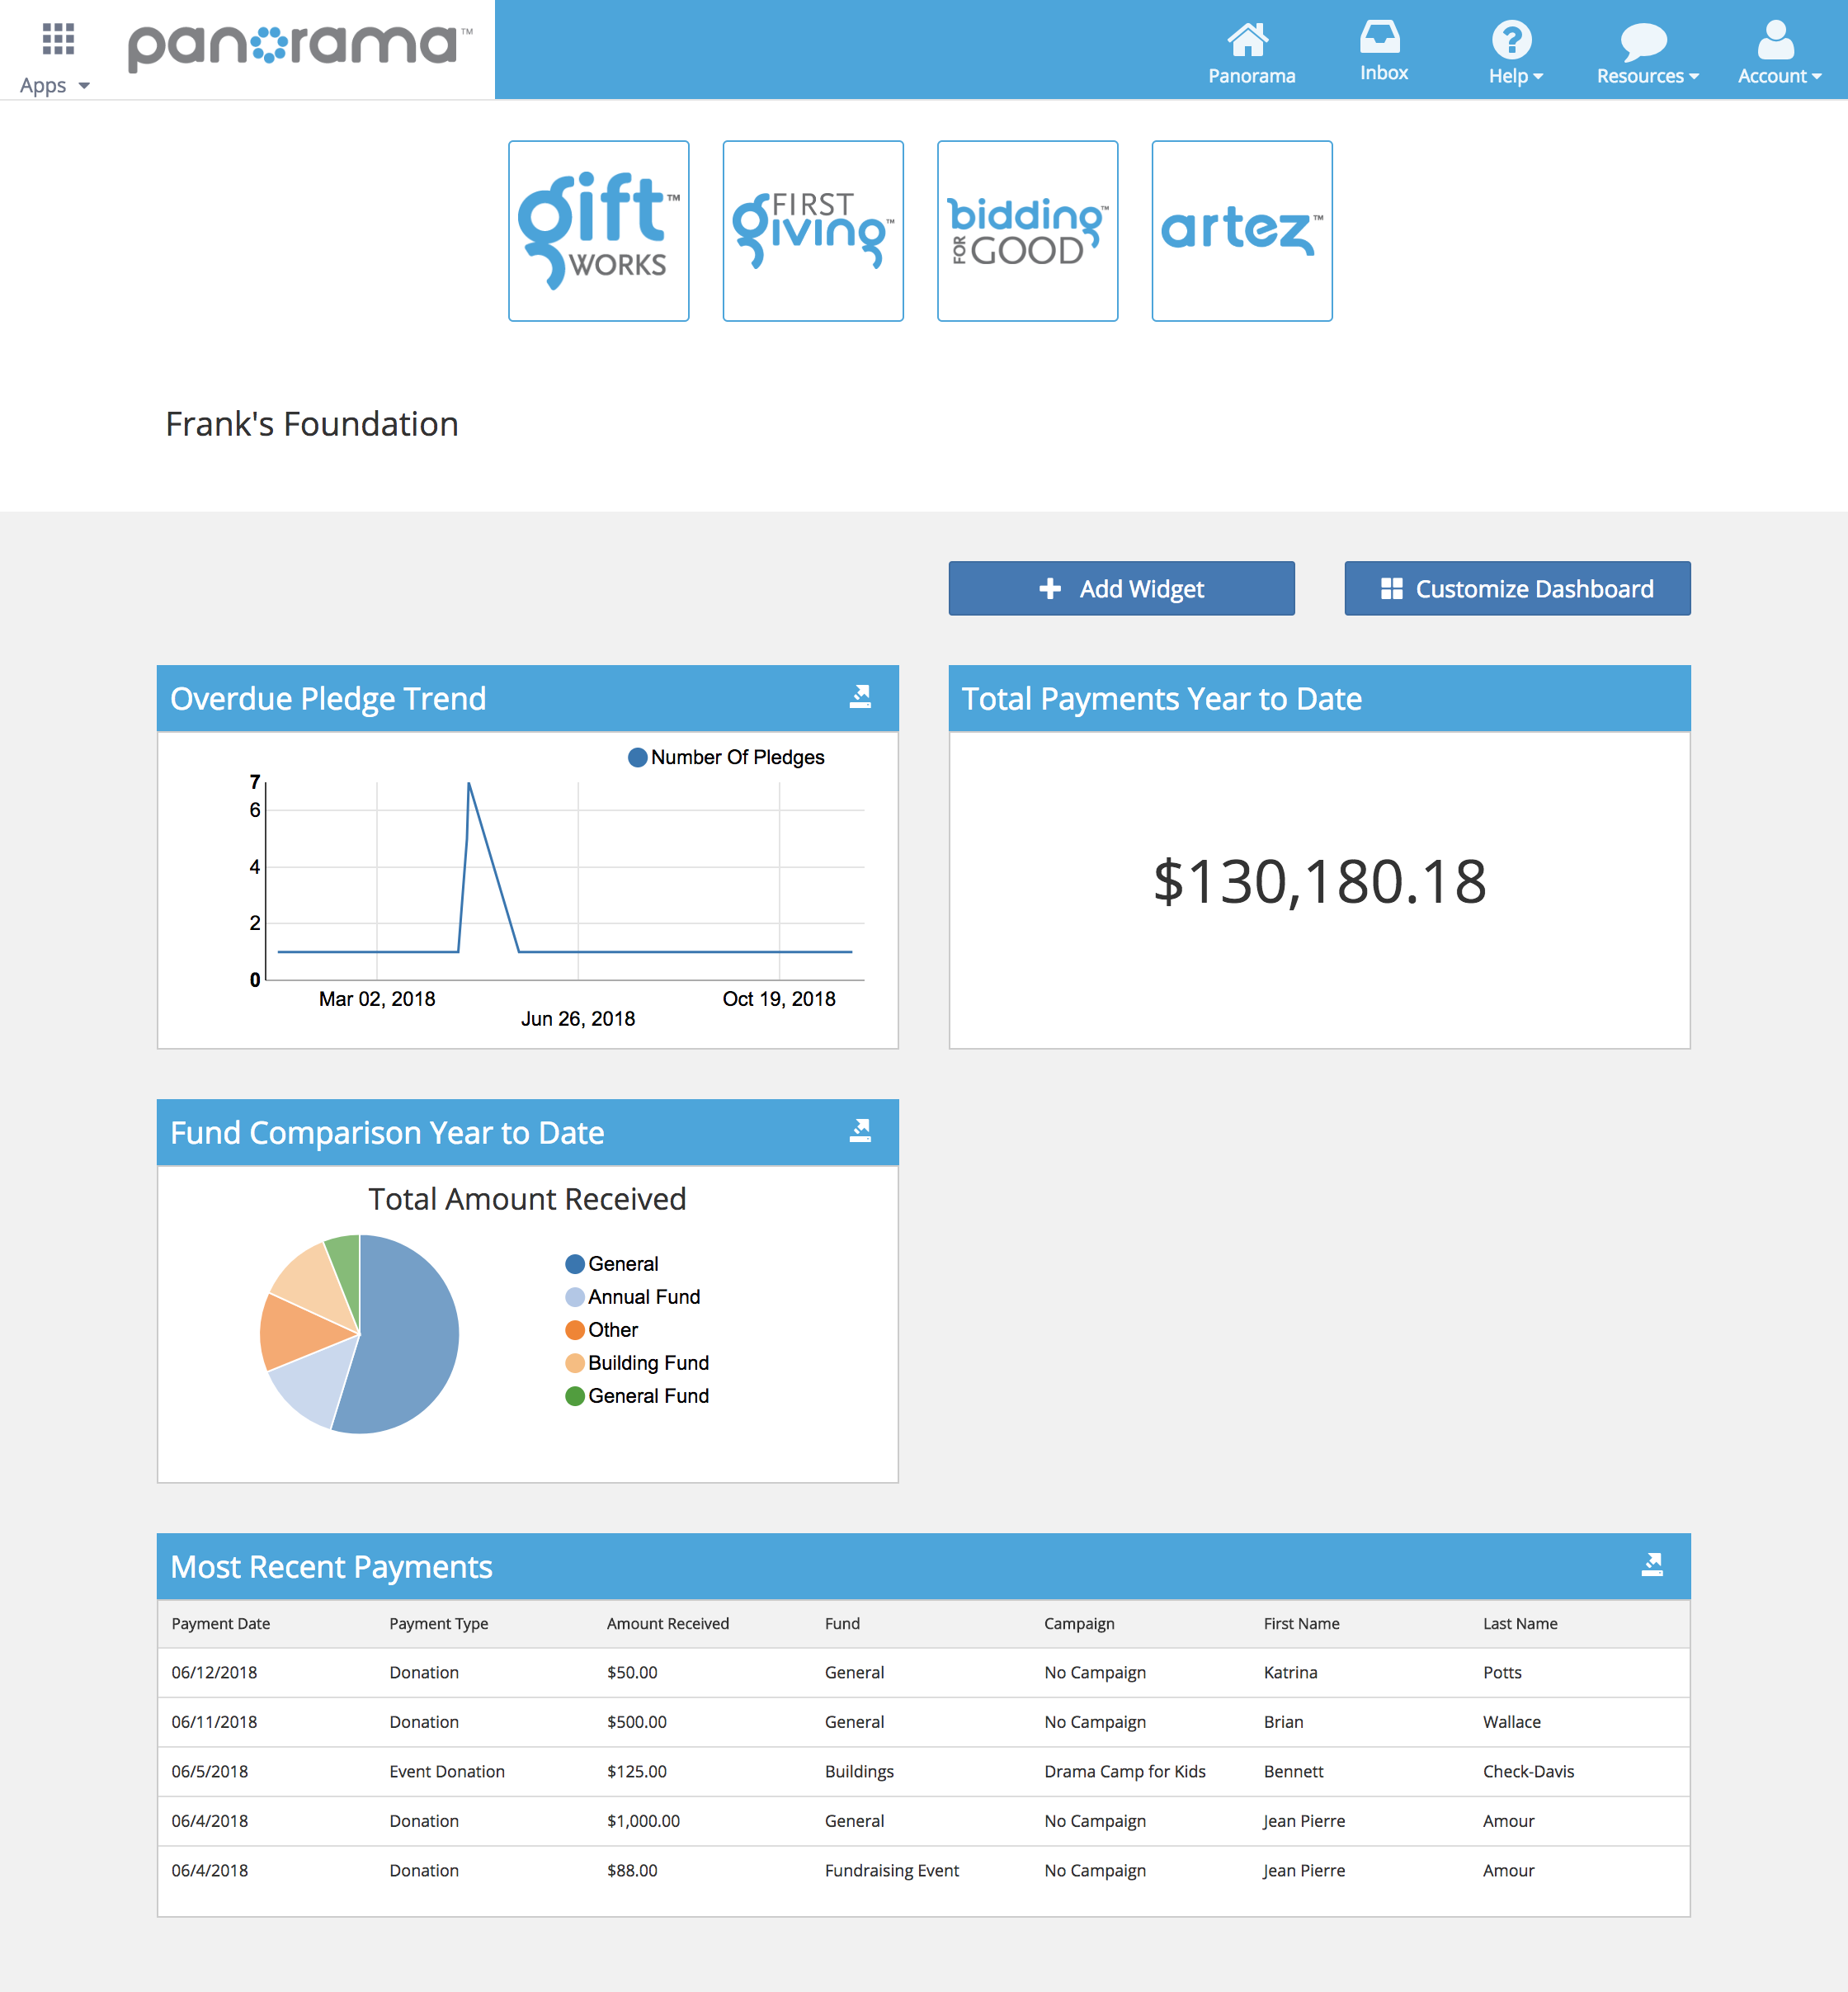 Apps
panorama™
Panorama
Inbox
Help
Resources
Account
gift™
WORKS
FIRST
giving™
bidding™
FOR GOOD
artez™
Frank's Foundation
Add Widget
Customize Dashboard
Overdue Pledge Trend
Number Of Pledges
7
6
4
2
0
Mar 02, 2018
Jun 26, 2018
Oct 19, 2018
Total Payments Year to Date
$130,180.18
Fund Comparison Year to Date
Total Amount Received
General
Annual Fund
Other
Building Fund
General Fund
Most Recent Payments
Payment Date Payment Type Amount Received Fund Campaign First Name Last Name
06/12/2018 Donation $50.00 General No Campaign Katrina Potts
06/11/2018 Donation $500.00 General No Campaign Brian Wallace
06/5/2018 Event Donation $125.00 Buildings Drama Camp for Kids Bennett Check-Davis
06/4/2018 Donation $1,000.00 General No Campaign Jean Pierre Amour
06/4/2018 Donation $88.00 Fundraising Event No Campaign Jean Pierre Amour